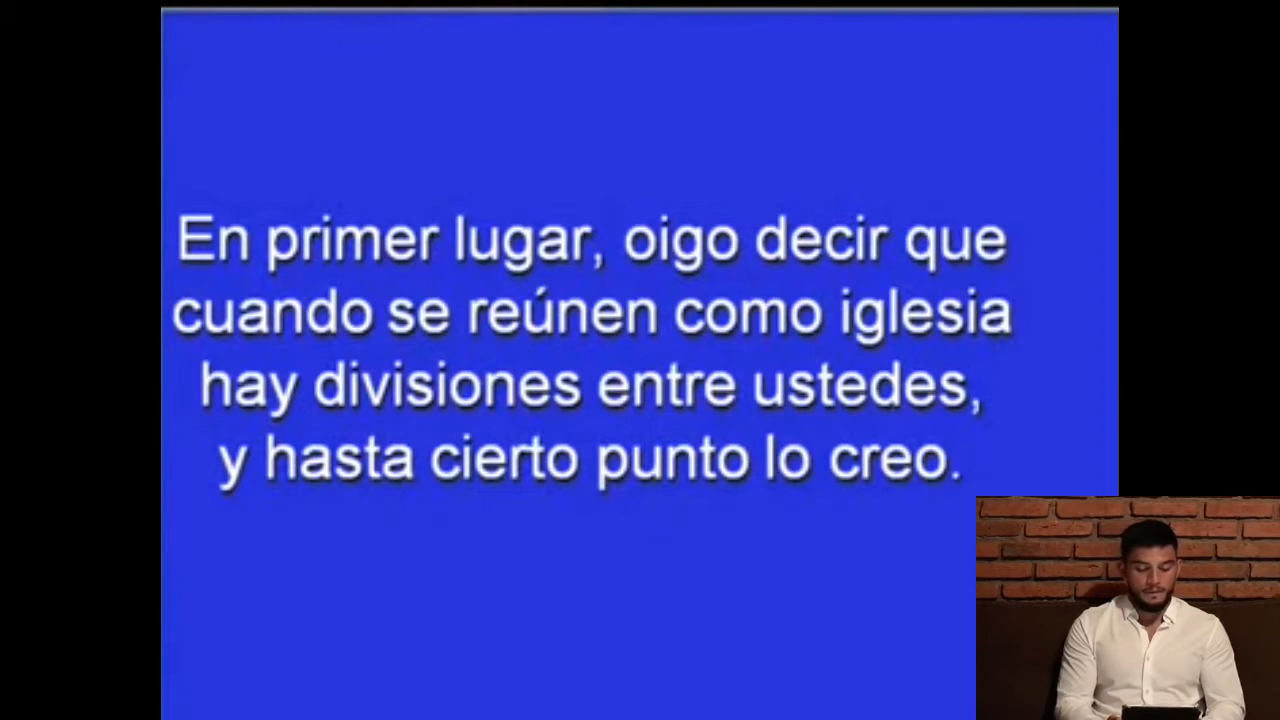 En primer lugar, oigo decir que
cuando se reúnen como iglesia
hay divisiones entre ustedes,
y hasta cierto punto lo creo.